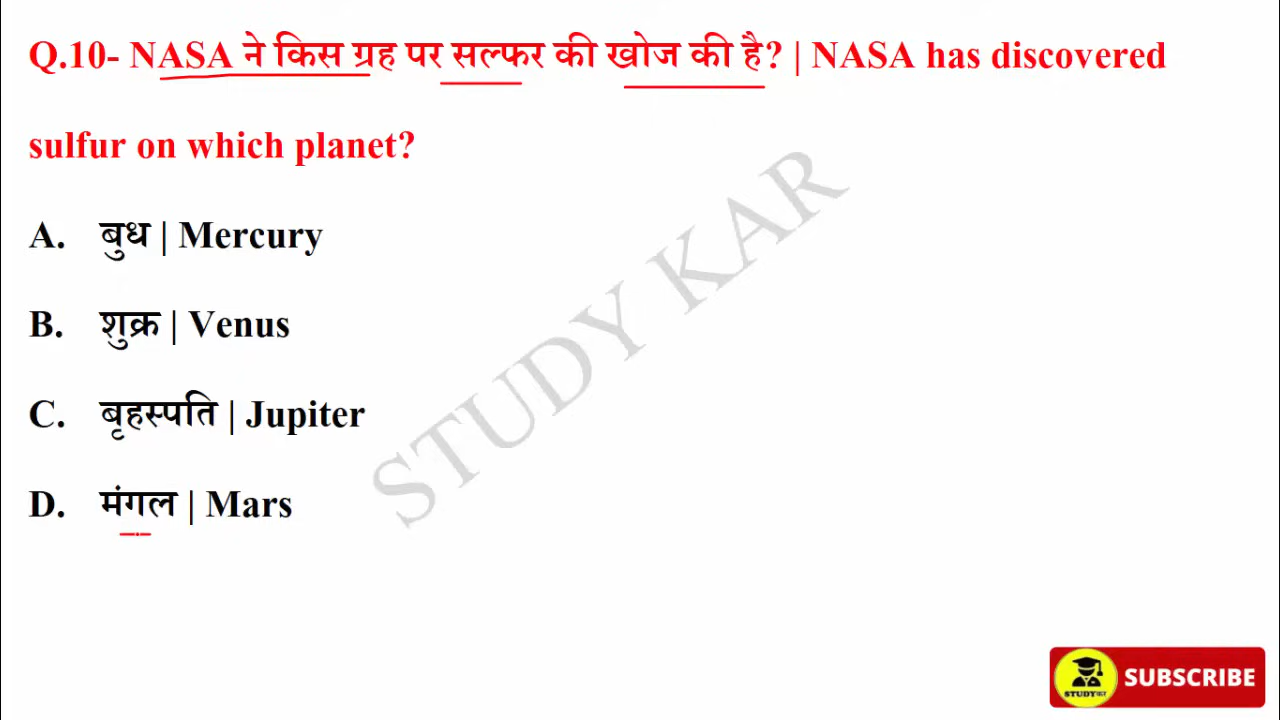 Q.10- NASA ने किस ग्रह पर सल्फर की खोज की है? | NASA has discovered
sulfur on which planet?
A. बुध | Mercury
B. शुक्र | Venus
C. बृहस्पति | Jupiter
D. मंगल | Mars
STUDY KAR
STUDYकर
SUBSCRIBE